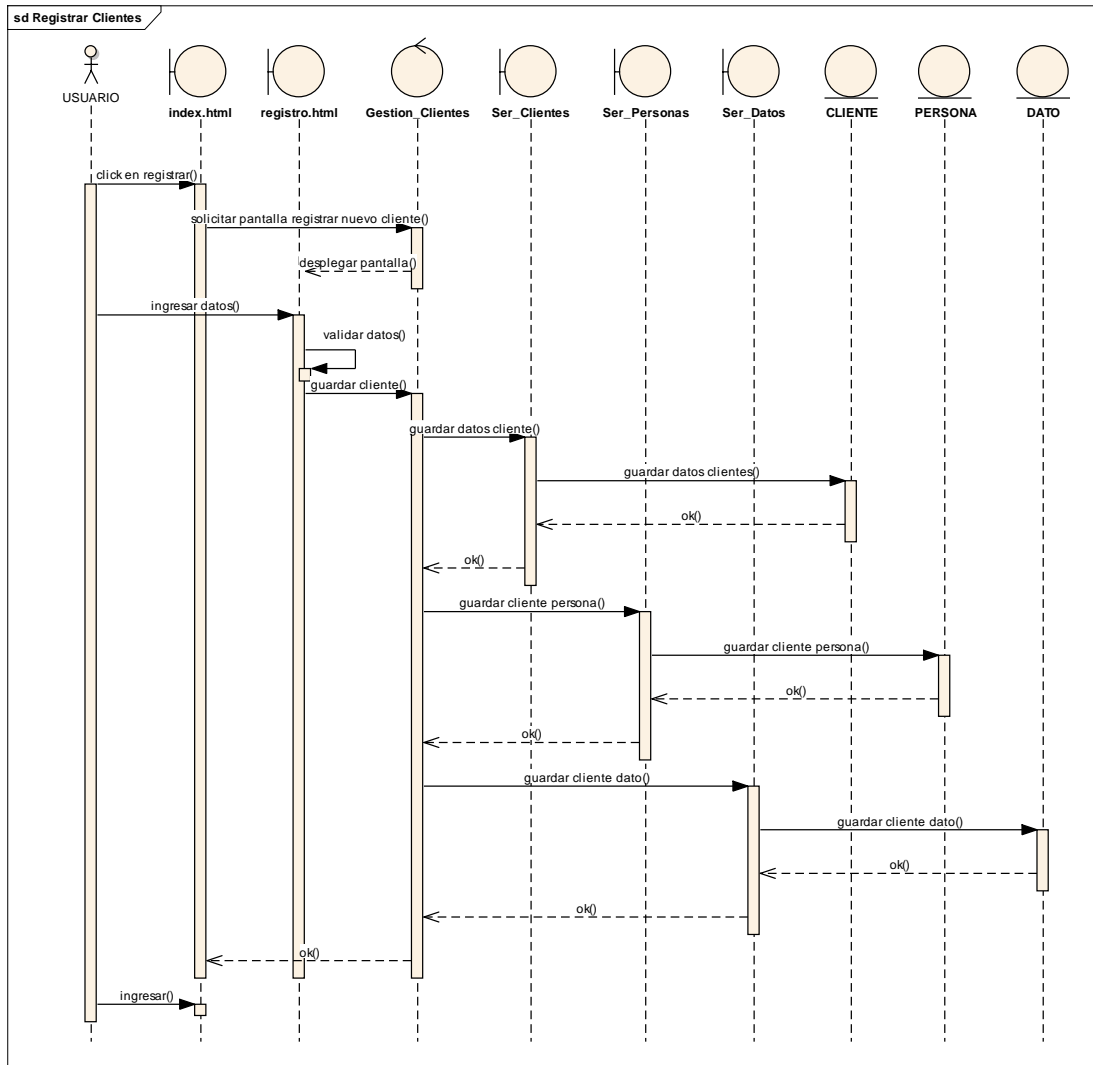 sd Registrar Clientes
USUARIO
index.html
registro.html
Gestion_Clientes
Ser_Clientes
Ser_Personas
Ser_Datos
CLIENTE
PERSONA
DATO
click en registrar()
solicitar pantalla registrar nuevo cliente()
desplegar pantalla()
ingresar datos()
validar datos()
guardar cliente()
guardar datos cliente()
guardar datos clientes()
ok()
ok()
guardar cliente persona()
guardar cliente persona()
ok()
ok()
guardar cliente dato()
guardar cliente dato()
ok()
ok()
ok()
ingresar()